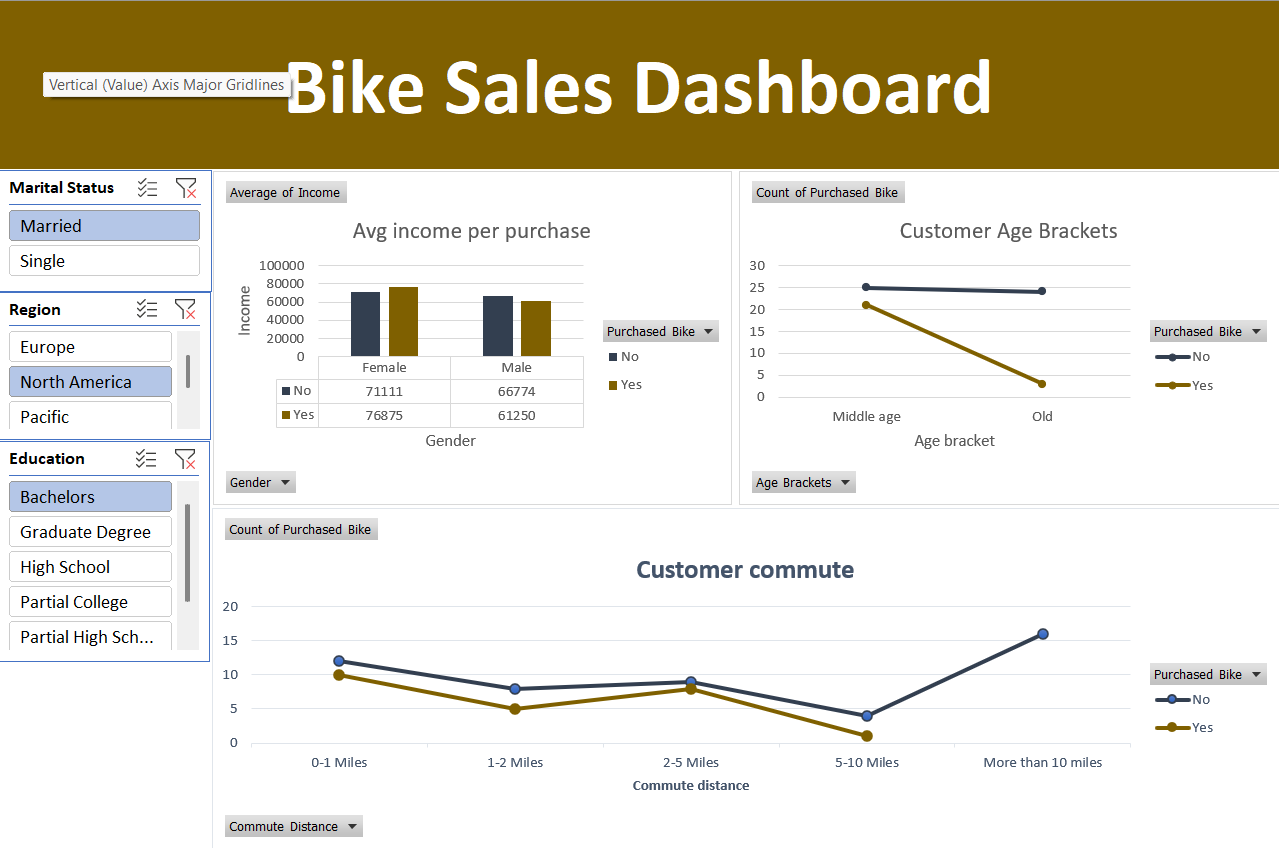 Bike Sales Dashboard
Vertical (Value) Axis Major Gridlines
Marital Status
Married
Single
Region
Europe
North America
Pacific
Education
Bachelors
Graduate Degree
High School
Partial College
Partial High Sch...
Average of Income
Avg income per purchase
100000
80000
60000
40000
20000
0
Income
Female Male
No 71111 66774
Yes 76875 61250
Gender
Purchased Bike
No
Yes
Gender
Count of Purchased Bike
Customer Age Brackets
30
25
20
15
10
5
0
Middle age Old
Age bracket
Purchased Bike
No
Yes
Age Brackets
Count of Purchased Bike
Customer commute
20
15
10
5
0
0-1 Miles 1-2 Miles 2-5 Miles 5-10 Miles More than 10 miles
Commute distance
Purchased Bike
No
Yes
Commute Distance